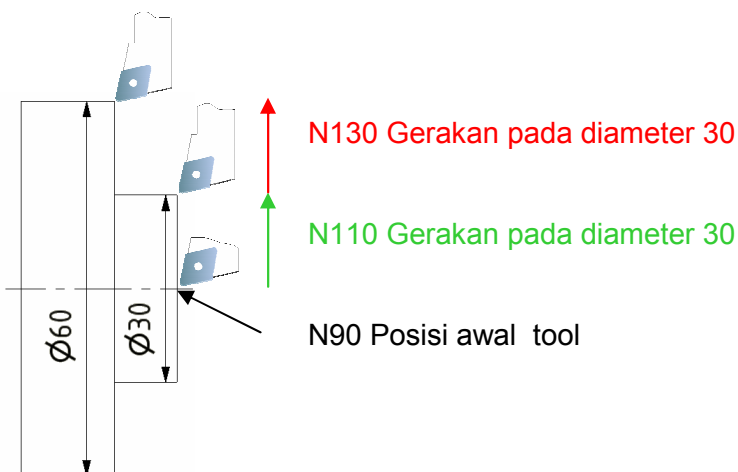 N130 Gerakan pada diameter 30
N110 Gerakan pada diameter 30
N90 Posisi awal tool
Ø60
Ø30